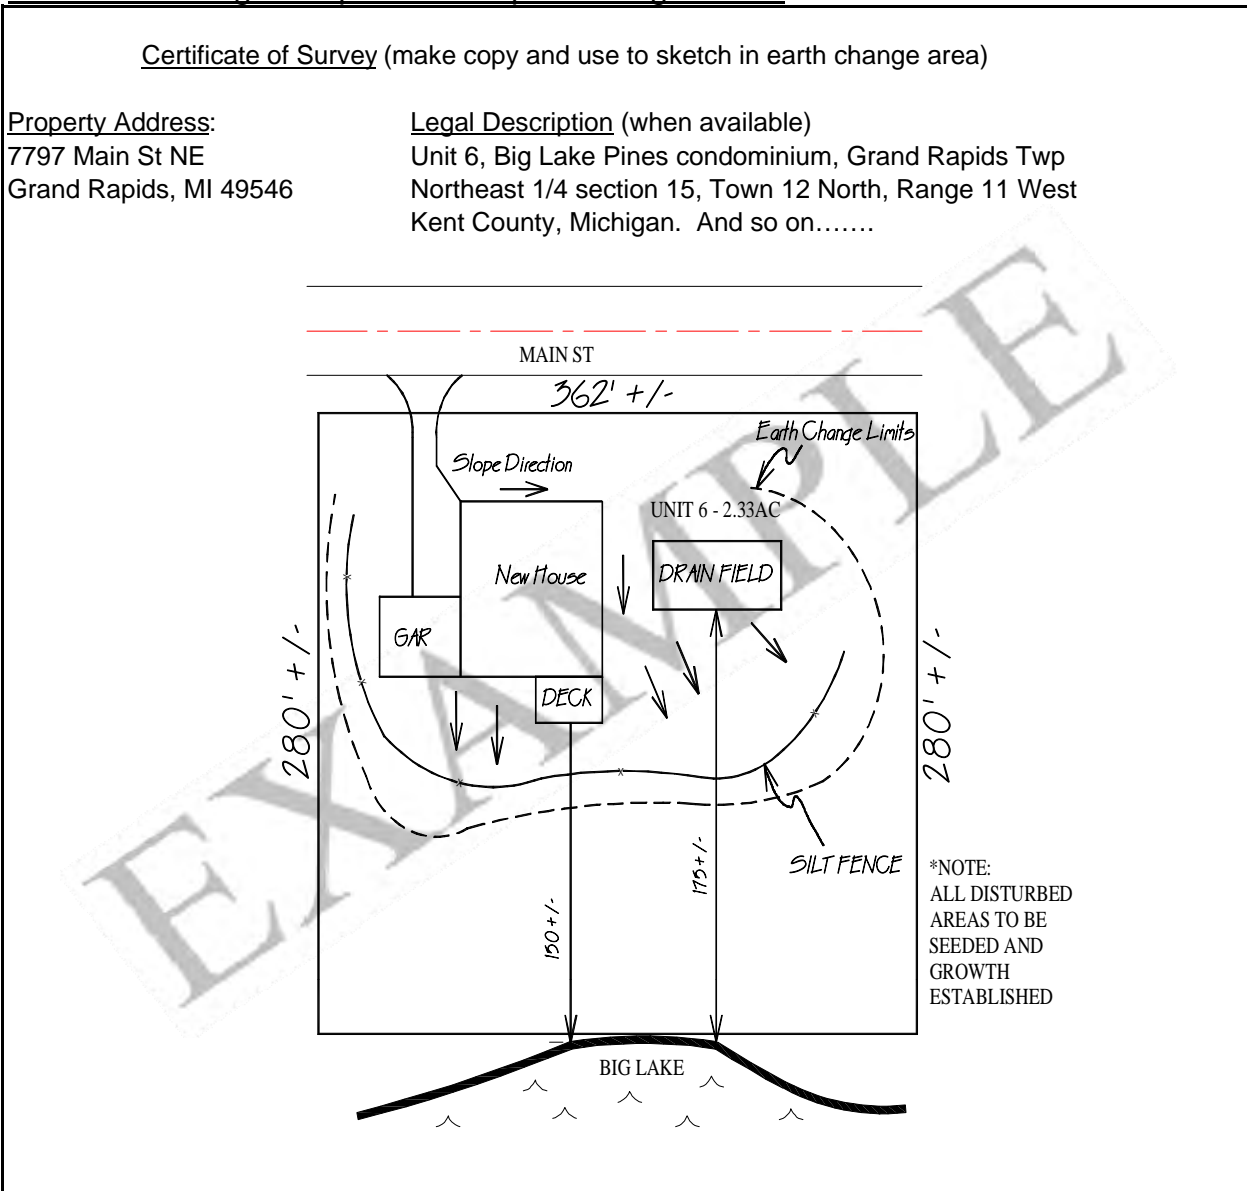 Certificate of Survey (make copy and use to sketch in earth change area)
Property Address:
7797 Main St NE
Grand Rapids, MI 49546
Legal Description (when available)
Unit 6, Big Lake Pines condominium, Grand Rapids Twp
Northeast 1/4 section 15, Town 12 North, Range 11 West
Kent County, Michigan. And so on.......
MAIN ST
362' +/-
Earth Change Limits
Slope Direction
UNIT 6 - 2.33AC
New House
DRAIN FIELD
GAR
DECK
280' +/-
280' +/-
175+/-
150+/-
SILT FENCE
*NOTE:
ALL DISTURBED
AREAS TO BE
SEEDED AND
GROWTH
ESTABLISHED
BIG LAKE
EXAMPLE